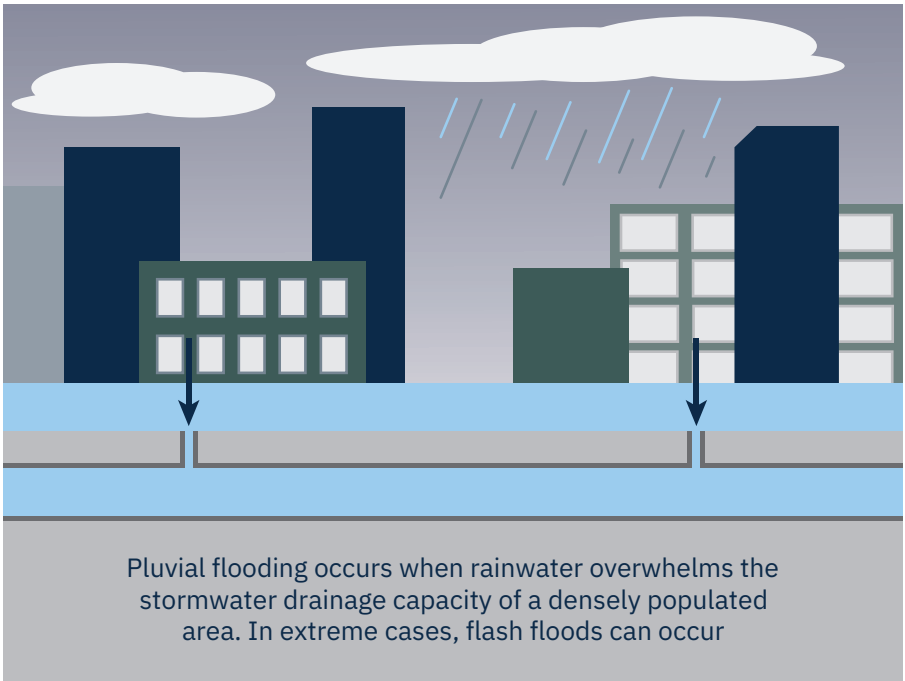 Pluvial flooding occurs when rainwater overwhelms the
stormwater drainage capacity of a densely populated
area. In extreme cases, flash floods can occur